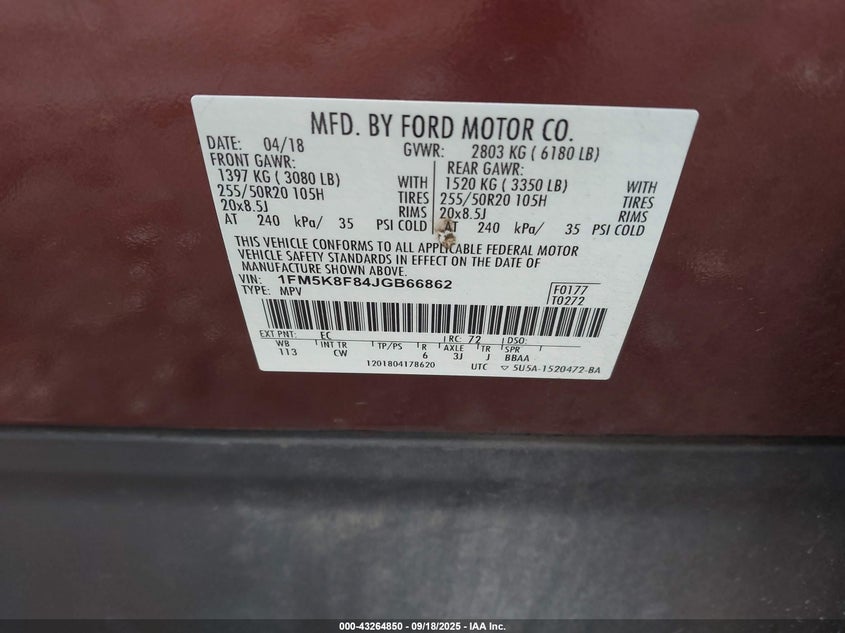 MFD. BY FORD MOTOR CO.
DATE: 04/18 GVWR: 2803 KG ( 6180 LB)
FRONT GAWR: REAR GAWR:
1397 KG ( 3080 LB) WITH 1520 KG ( 3350 LB) WITH
255/50R20 105H TIRES 255/50R20 105H TIRES
20x8.5J RIMS 20x8.5J RIMS
AT 240 kPa/ 35 PSI COLD AT 240 kPa/ 35 PSI COLD
THIS VEHICLE CONFORMS TO ALL APPLICABLE FEDERAL MOTOR
VEHICLE SAFETY STANDARDS IN EFFECT ON THE DATE OF
MANUFACTURE SHOWN ABOVE.
VIN: 1FM5K8F84JGB66862 F0177
TYPE: MPV T0272
EXT PNT: EC RC: 72 DSO:
WB INT TR TP/PS R AXLE TR SPR
113 CW 6 3J J BBAA
1201804178620 UTC ▽ 5U5A-1520472-BA
000-43264850 - 09/18/2025 - IAA Inc.